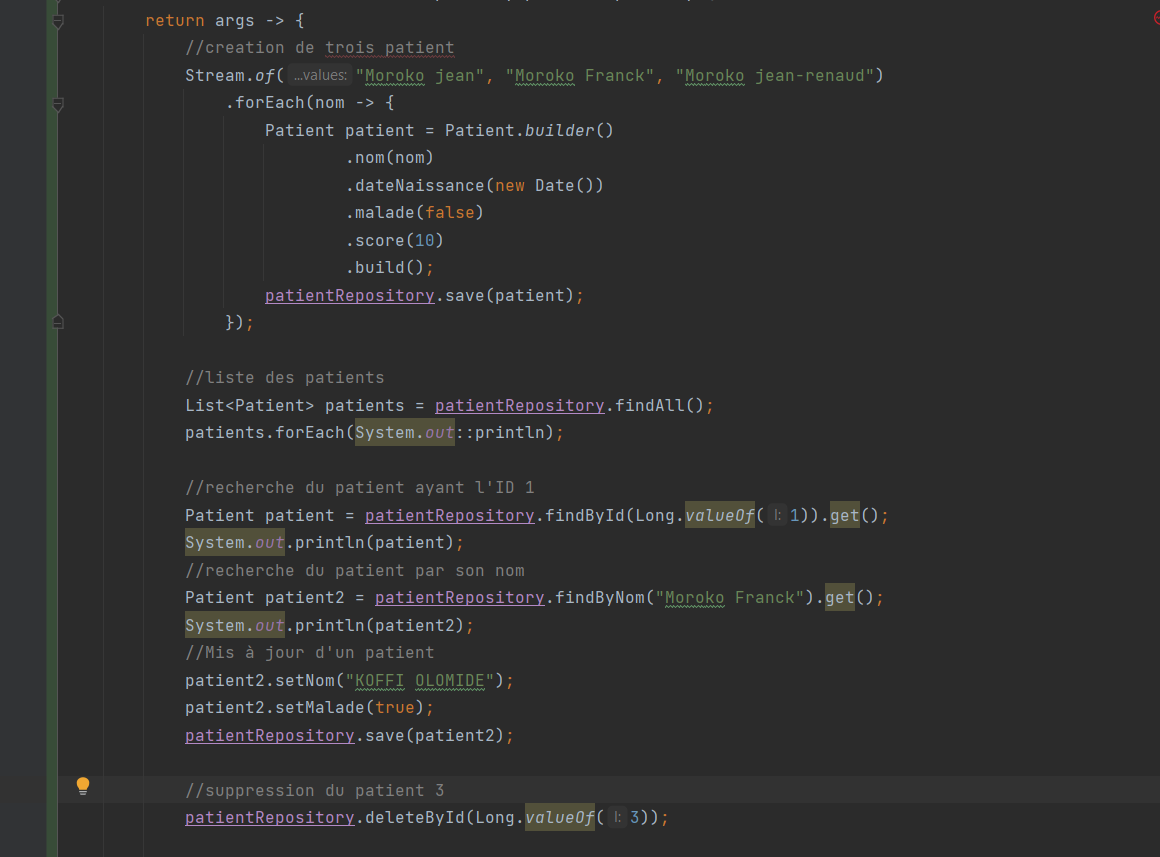 return args -> {
//creation de trois patient
Stream.of( ...values: "Moroko jean", "Moroko Franck", "Moroko jean-renaud")
.forEach(nom -> {
Patient patient = Patient.builder()
.nom(nom)
.dateNaissance(new Date())
.malade(false)
.score(10)
.build();
patientRepository.save(patient);
});
//liste des patients
List<Patient> patients = patientRepository.findAll();
patients.forEach(System.out::println);
//recherche du patient ayant l'ID 1
Patient patient = patientRepository.findById(Long.valueOf( l: 1)).get();
System.out.println(patient);
//recherche du patient par son nom
Patient patient2 = patientRepository.findByNom("Moroko Franck").get();
System.out.println(patient2);
//Mis à jour d'un patient
patient2.setNom("KOFFI OLOMIDE");
patient2.setMalade(true);
patientRepository.save(patient2);
//suppression du patient 3
patientRepository.deleteById(Long.valueOf( l: 3));